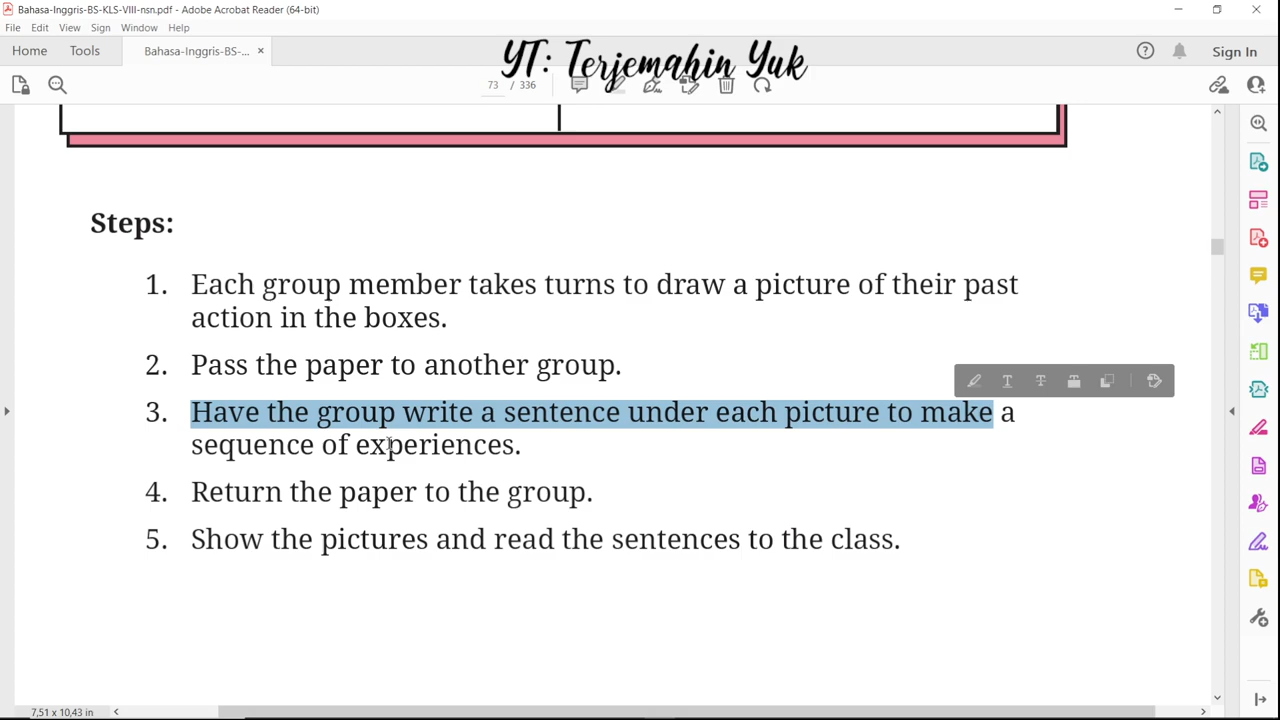 Bahasa-Inggris-BS-KLS-VIII-nsn.pdf - Adobe Acrobat Reader (64-bit)
File Edit View Sign Window Help
Home Tools Bahasa-Inggris-BS-... × Sign In
YT: Terjemahin Yuk
73 / 336
Steps:
1. Each group member takes turns to draw a picture of their past
action in the boxes.
2. Pass the paper to another group.
3. Have the group write a sentence under each picture to make a
sequence of experiences.
4. Return the paper to the group.
5. Show the pictures and read the sentences to the class.
7,51 x 10,43 in